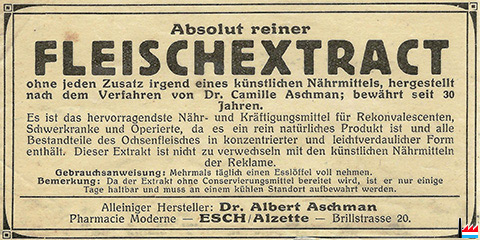 Absolut reiner
FLEISCHEXTRACT
ohne jeden Zusatz irgend eines künstlichen Nährmittels, hergestellt
nach dem Verfahren von Dr. Camille Aschman; bewährt seit 30
Jahren.
Es ist das hervorragendste Nähr- und Kräftigungsmittel für Rekonvalescenten,
Schwerkranke und Operierte, da es ein rein natürliches Produkt ist und alle
Bestandteile des Ochsenfleisches in konzentrierter und leichtverdaulicher Form
enthält. Dieser Extrakt ist nicht zu verwechseln mit den künstlichen Nährmitteln
der Reklame.
Gebrauchsanweisung: Mehrmals täglich einen Esslöffel voll nehmen.
Bemerkung: Da der Extrakt ohne Conservierungsmittel bereitet wird, ist er nur einige
Tage haltbar und muss an einem kühlen Standort aufbewahrt werden.
Alleiniger Hersteller: Dr. Albert Aschman
Pharmacie Moderne – ESCH/Alzette – Brillstrasse 20.